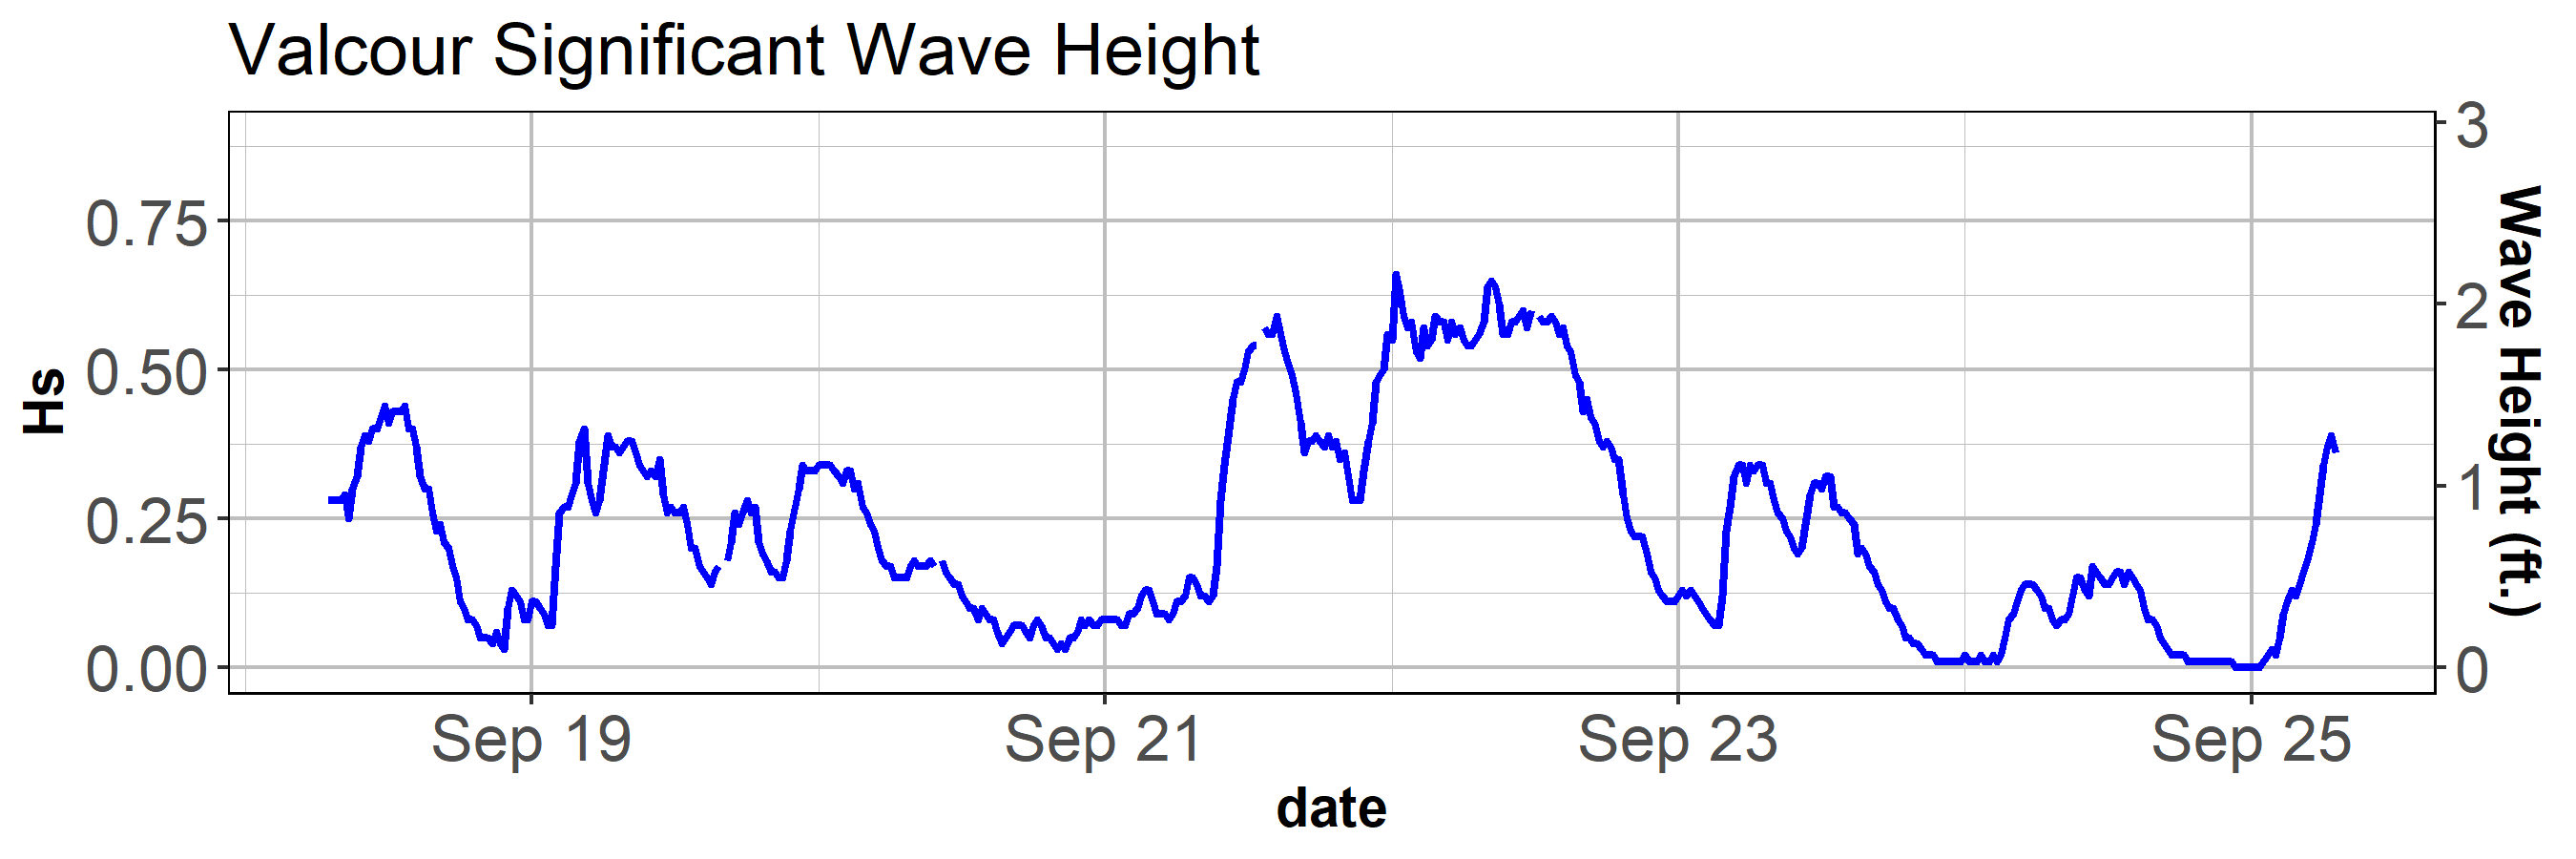 Valcour Significant Wave Height
3
0.75
2
0.50
1
0.25
0.00
0
Hs
Wave Height (ft.)
Sep 19
Sep 21
Sep 23
Sep 25
date